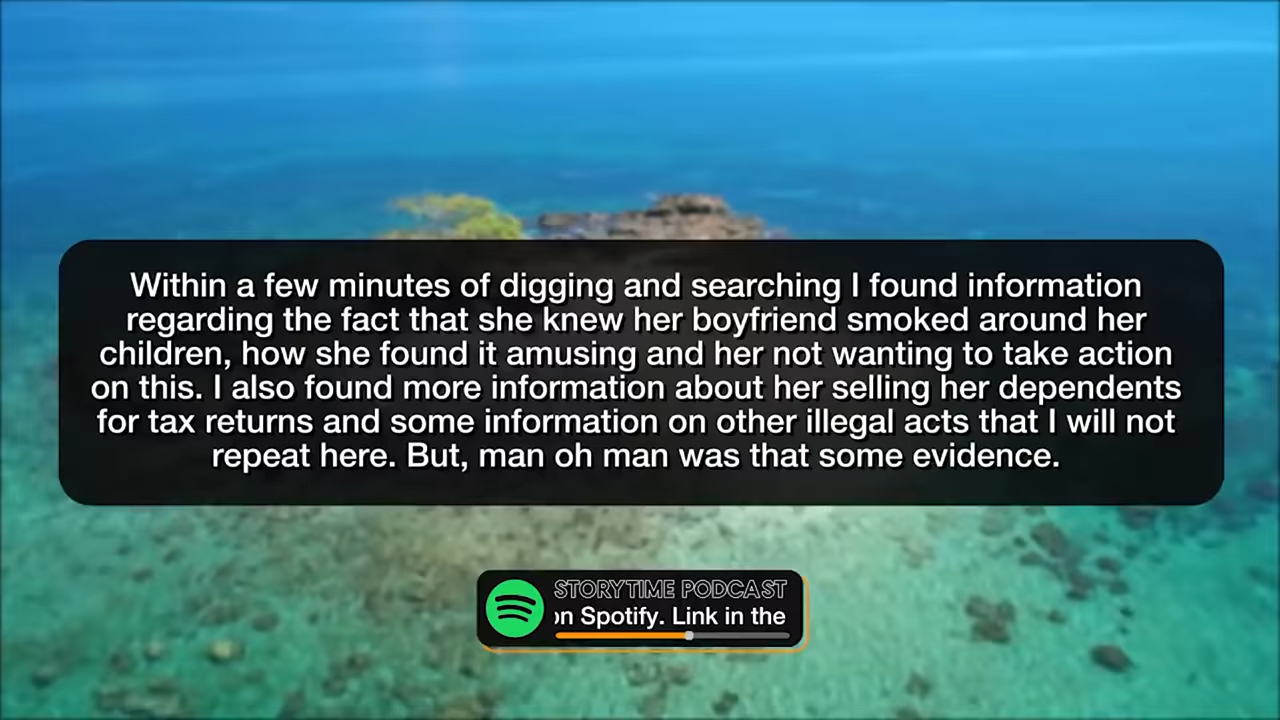 Within a few minutes of digging and searching I found information
regarding the fact that she knew her boyfriend smoked around her
children, how she found it amusing and her not wanting to take action
on this. I also found more information about her selling her dependents
for tax returns and some information on other illegal acts that I will not
repeat here. But, man oh man was that some evidence.
STORYTIME PODCAST
on Spotify. Link in the